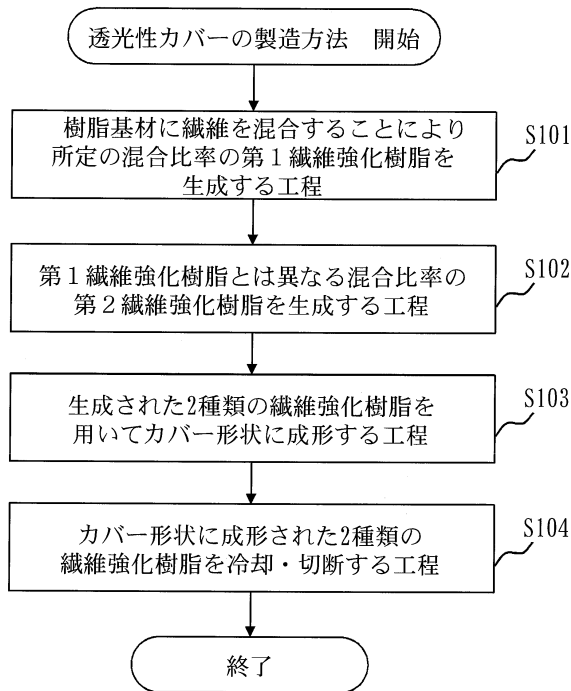 透光性カバーの製造方法　開始
樹脂基材に繊維を混合することにより
所定の混合比率の第１繊維強化樹脂を
生成する工程
S101
第１繊維強化樹脂とは異なる混合比率の
第２繊維強化樹脂を生成する工程
S102
生成された2種類の繊維強化樹脂を
用いてカバー形状に成形する工程
S103
カバー形状に成形された2種類の
繊維強化樹脂を冷却・切断する工程
S104
終了